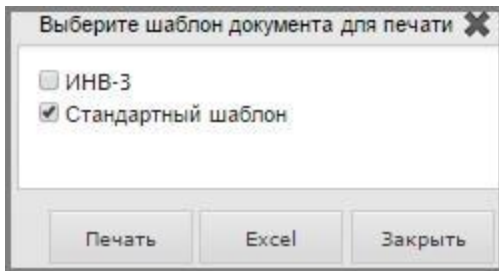 Выберите шаблон документа для печати
ИНВ-3
Стандартный шаблон
Печать Excel Закрыть